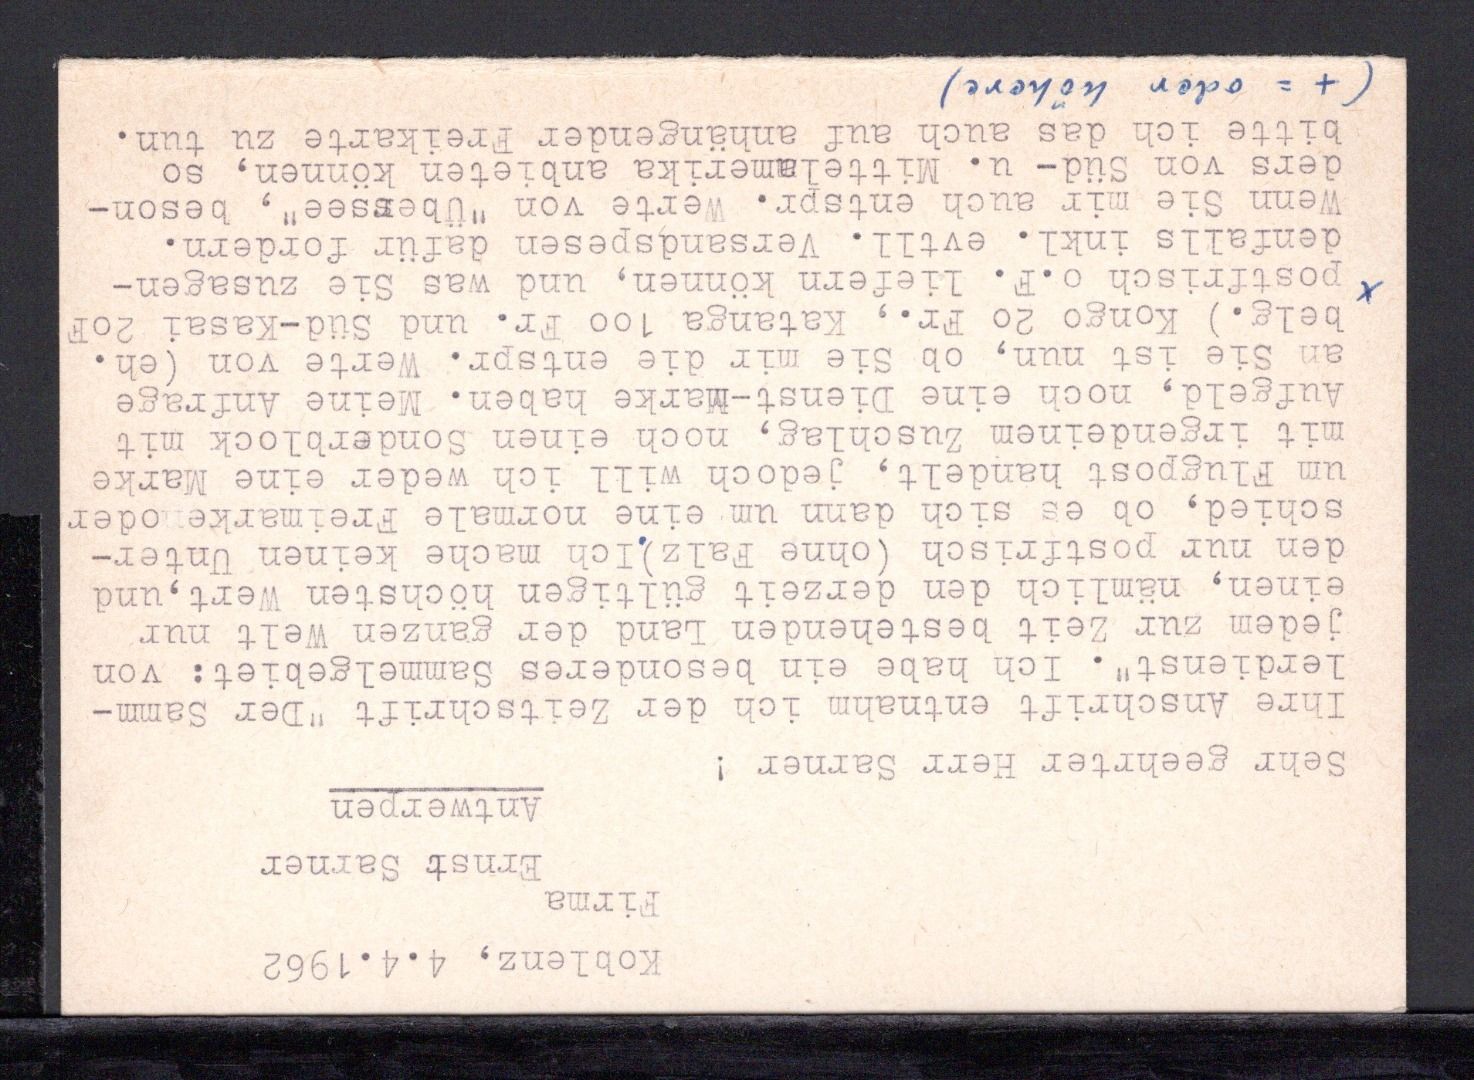 Koblenz, 4.4.1962
Firma
Ernst Sarner
Antwerpen
Sehr geehrter Herr Sarner !
Ihre Anschrift entnahm ich der Zeitschrift "Der Samm-
lerdienst". Ich habe ein besonderes Sammelgebiet: von
jedem zur Zeit bestehenden Land der ganzen Welt nur
einen, nämlich den derzeit gültigen höchsten Wert,und
den nur postfrisch (ohne Falz).Ich mache keinen Unter-
schied, ob es sich dann um eine normale Freimarke oder
um Flugpost handelt, jedoch will ich weder eine Marke
mit irgendeinem Zuschlag, noch einen Sonderblock mit
Aufgeld, noch eine Dienst-Marke haben. Meine Anfrage
an Sie ist nun, ob Sie mir die entspr. Werte von (eh.
belg.) Kongo 20 Fr., Katanga 100 Fr. und Süd-Kasai 20F
x postfrisch o.F. liefern können, und was Sie zusagen-
denfalls inkl. evtll. Versandspesen dafür fordern.
Wenn Sie mir auch entspr. Werte von "Übersee", beson-
ders von Süd- u. Mittelamerika anbieten können, so
bitte ich das auch auf anhängender Freikarte zu tun.
(+ = oder höhere)